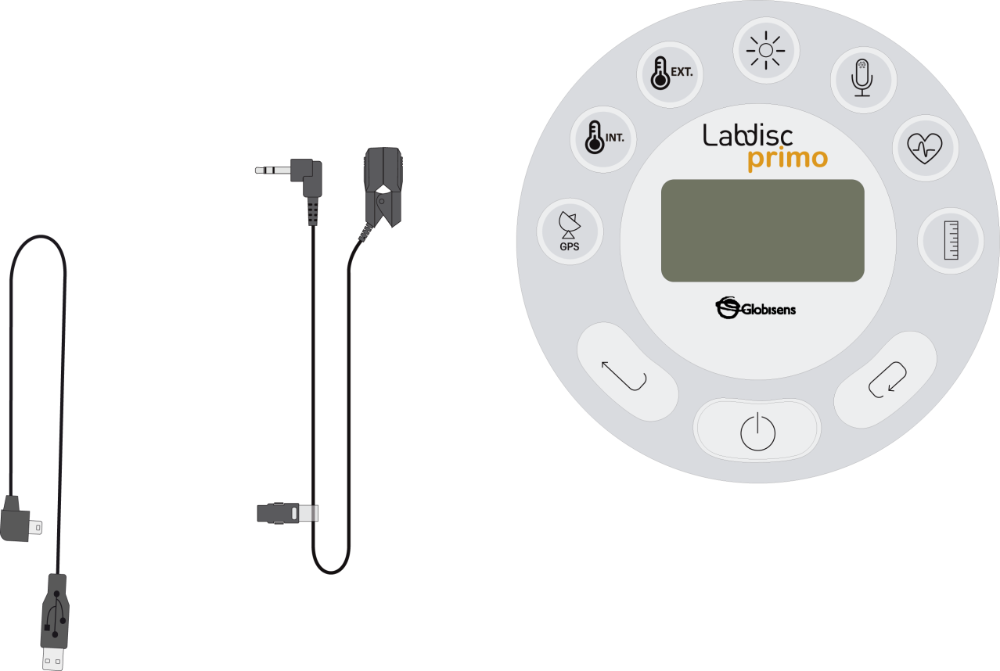 EXT.
INT.
Labdisc
primo
GPS
Globisens